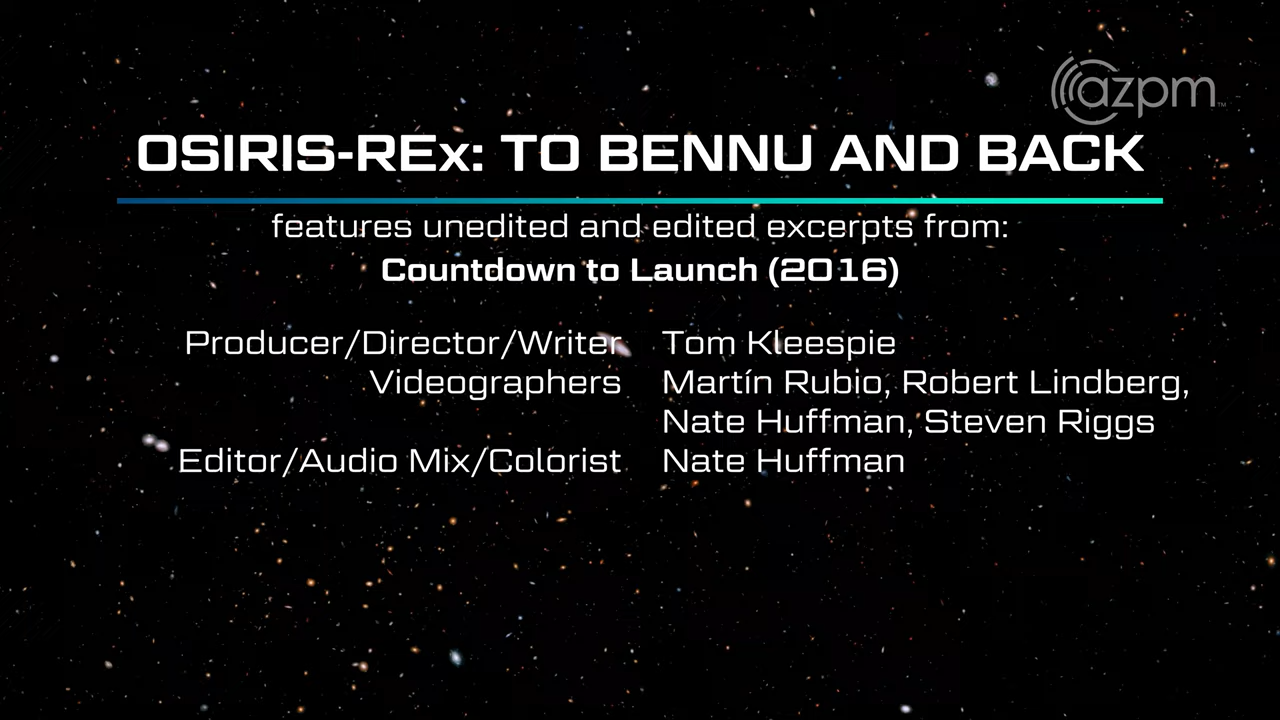 azpm™
OSIRIS-REx: TO BENNU AND BACK
features unedited and edited excerpts from:
Countdown to Launch (2016)
Producer/Director/Writer Tom Kleespie
Videographers Martín Rubio, Robert Lindberg,
Nate Huffman, Steven Riggs
Editor/Audio Mix/Colorist Nate Huffman